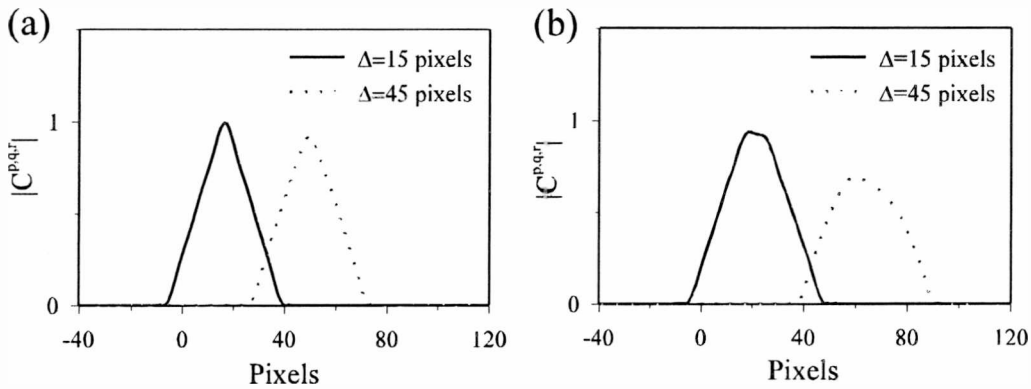 (a)
Δ=15 pixels
Δ=45 pixels
1
0
|C^p,q,r|
-40 0 40 80 120
Pixels
(b)
Δ=15 pixels
Δ=45 pixels
1
0
|C^p,q,r|
-40 0 40 80 120
Pixels